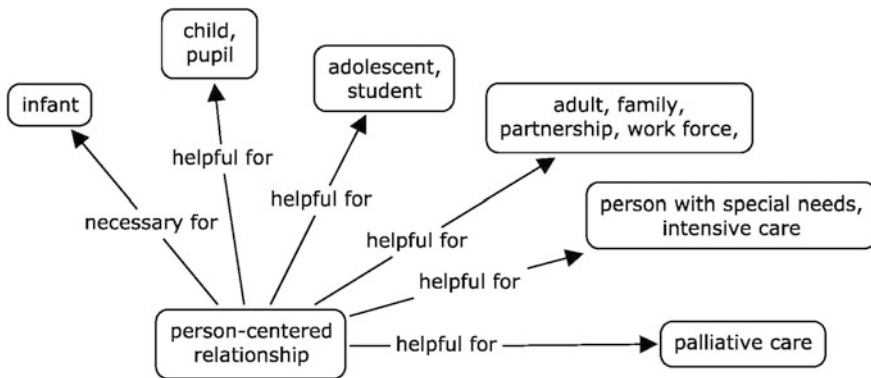 child,
pupil
adolescent,
student
infant
adult, family,
partnership, work force,
helpful for
helpful for
person with special needs,
intensive care
necessary for
helpful for
helpful for
person-centered
relationship
helpful for
palliative care